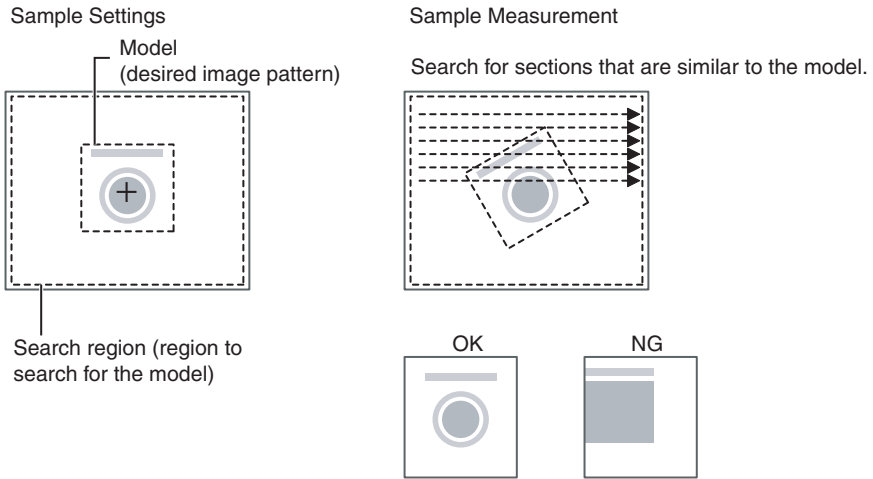 Sample Settings
Model
(desired image pattern)
Search region (region to
search for the model)
Sample Measurement
Search for sections that are similar to the model.
OK
NG